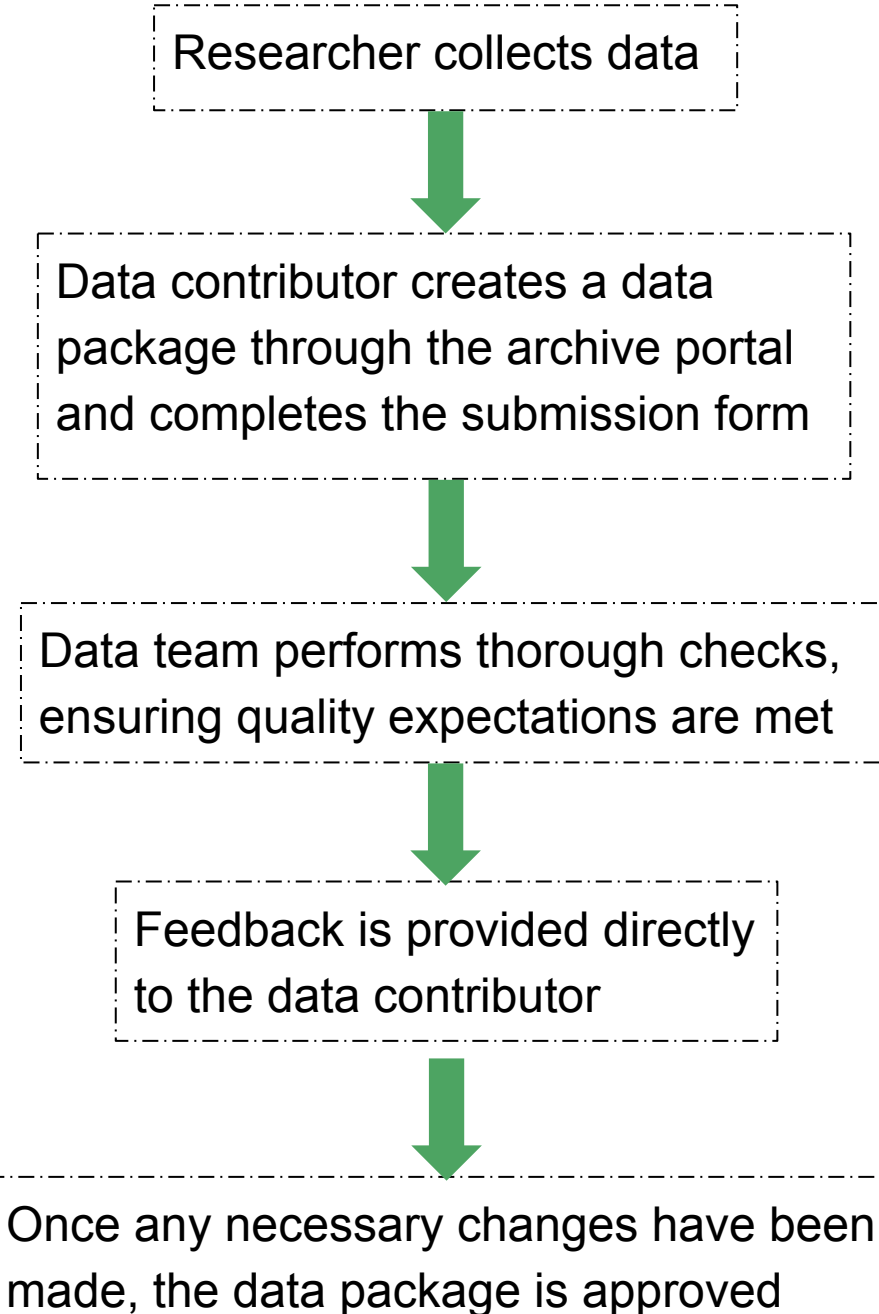 Researcher collects data
Data contributor creates a data
package through the archive portal
and completes the submission form
Data team performs thorough checks,
ensuring quality expectations are met
Feedback is provided directly
to the data contributor
Once any necessary changes have been
made, the data package is approved